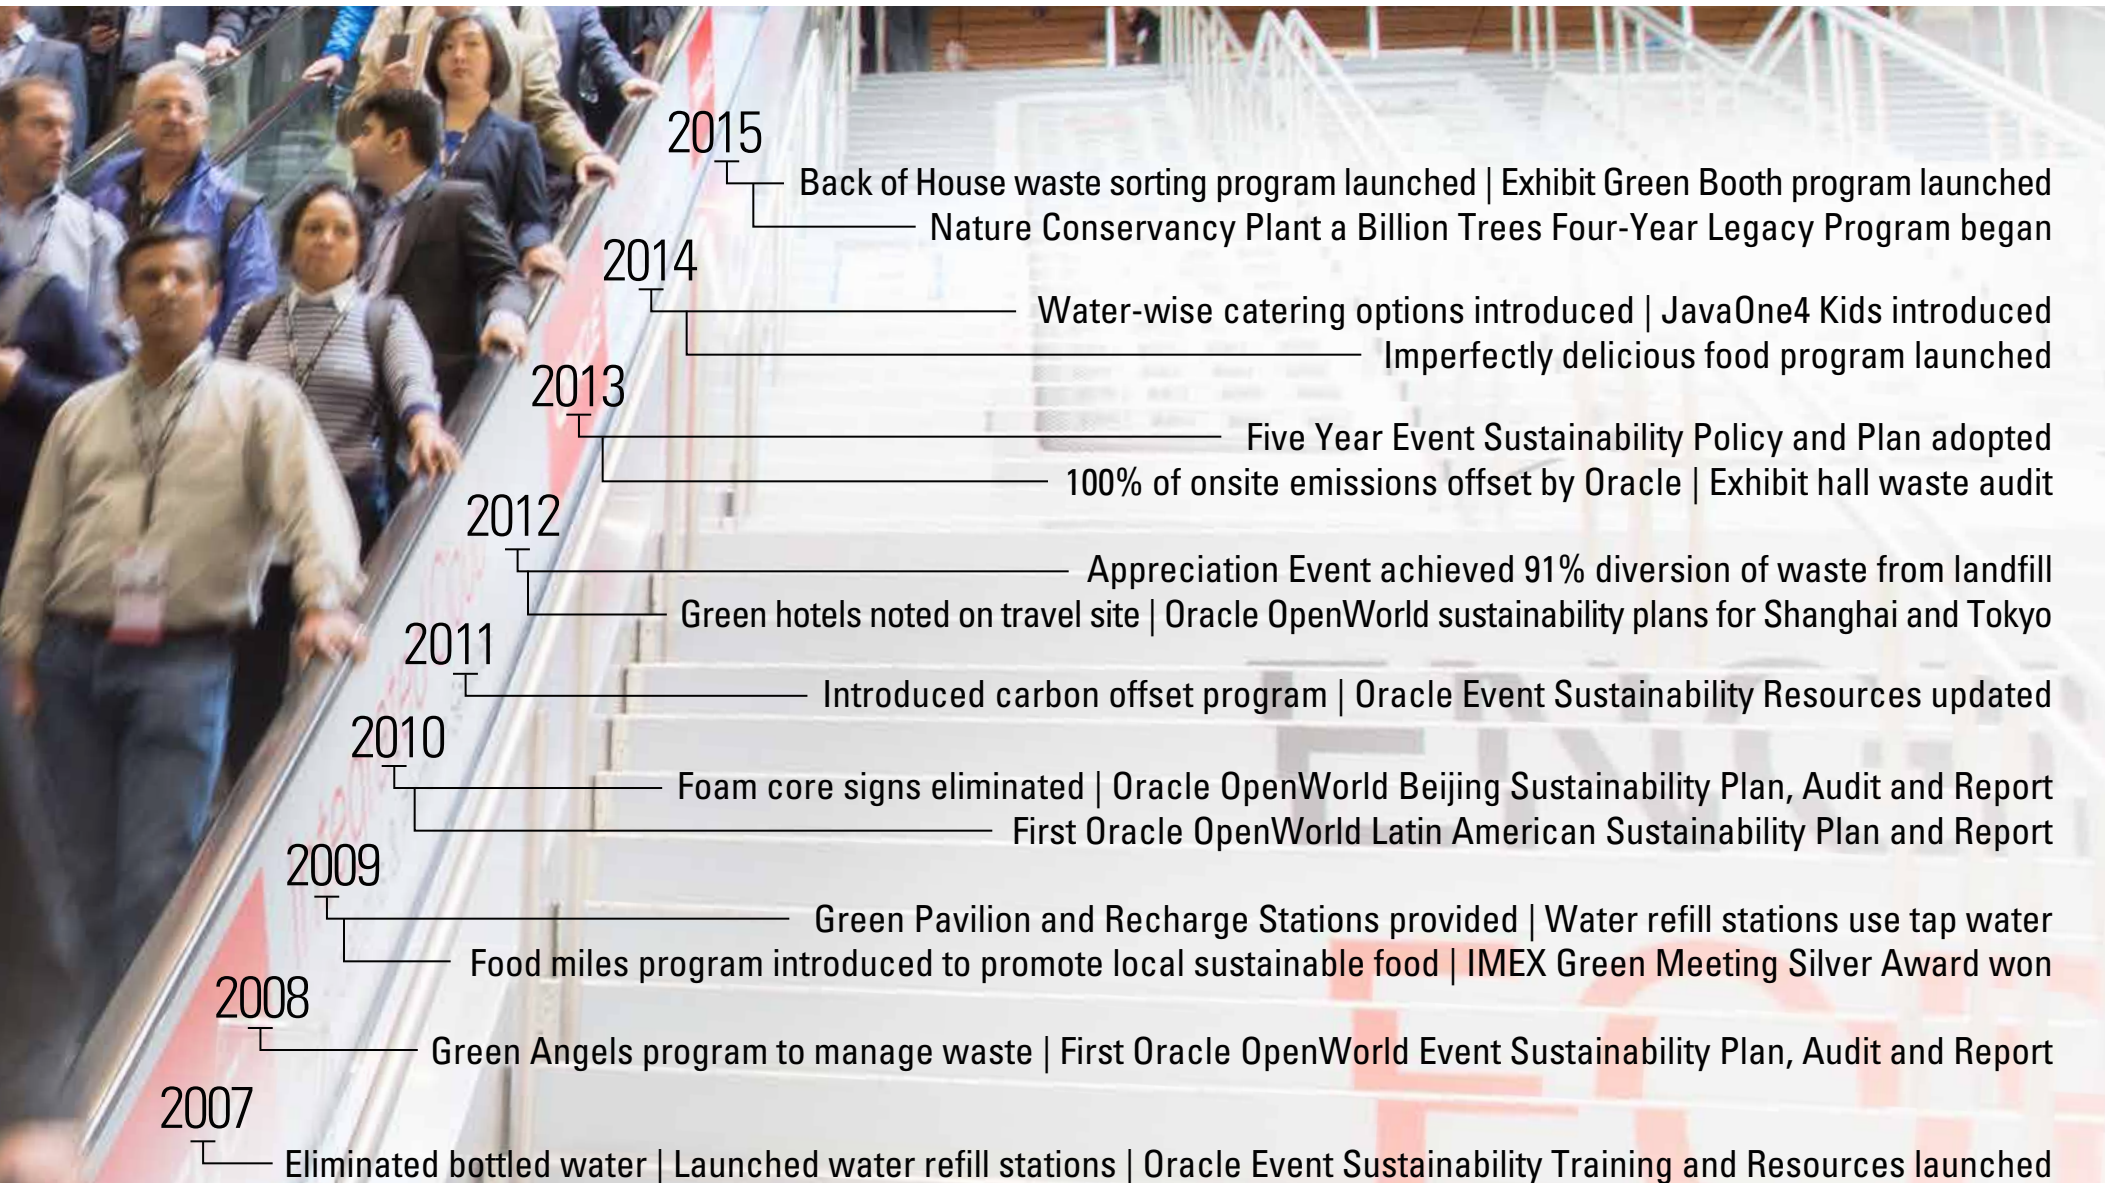 2015
Back of House waste sorting program launched | Exhibit Green Booth program launched
Nature Conservancy Plant a Billion Trees Four-Year Legacy Program began
2014
Water-wise catering options introduced | JavaOne4 Kids introduced
Imperfectly delicious food program launched
2013
Five Year Event Sustainability Policy and Plan adopted
100% of onsite emissions offset by Oracle | Exhibit hall waste audit
2012
Appreciation Event achieved 91% diversion of waste from landfill
Green hotels noted on travel site | Oracle OpenWorld sustainability plans for Shanghai and Tokyo
2011
Introduced carbon offset program | Oracle Event Sustainability Resources updated
2010
Foam core signs eliminated | Oracle OpenWorld Beijing Sustainability Plan, Audit and Report
First Oracle OpenWorld Latin American Sustainability Plan and Report
2009
Green Pavilion and Recharge Stations provided | Water refill stations use tap water
Food miles program introduced to promote local sustainable food | IMEX Green Meeting Silver Award won
2008
Green Angels program to manage waste | First Oracle OpenWorld Event Sustainability Plan, Audit and Report
2007
Eliminated bottled water | Launched water refill stations | Oracle Event Sustainability Training and Resources launched